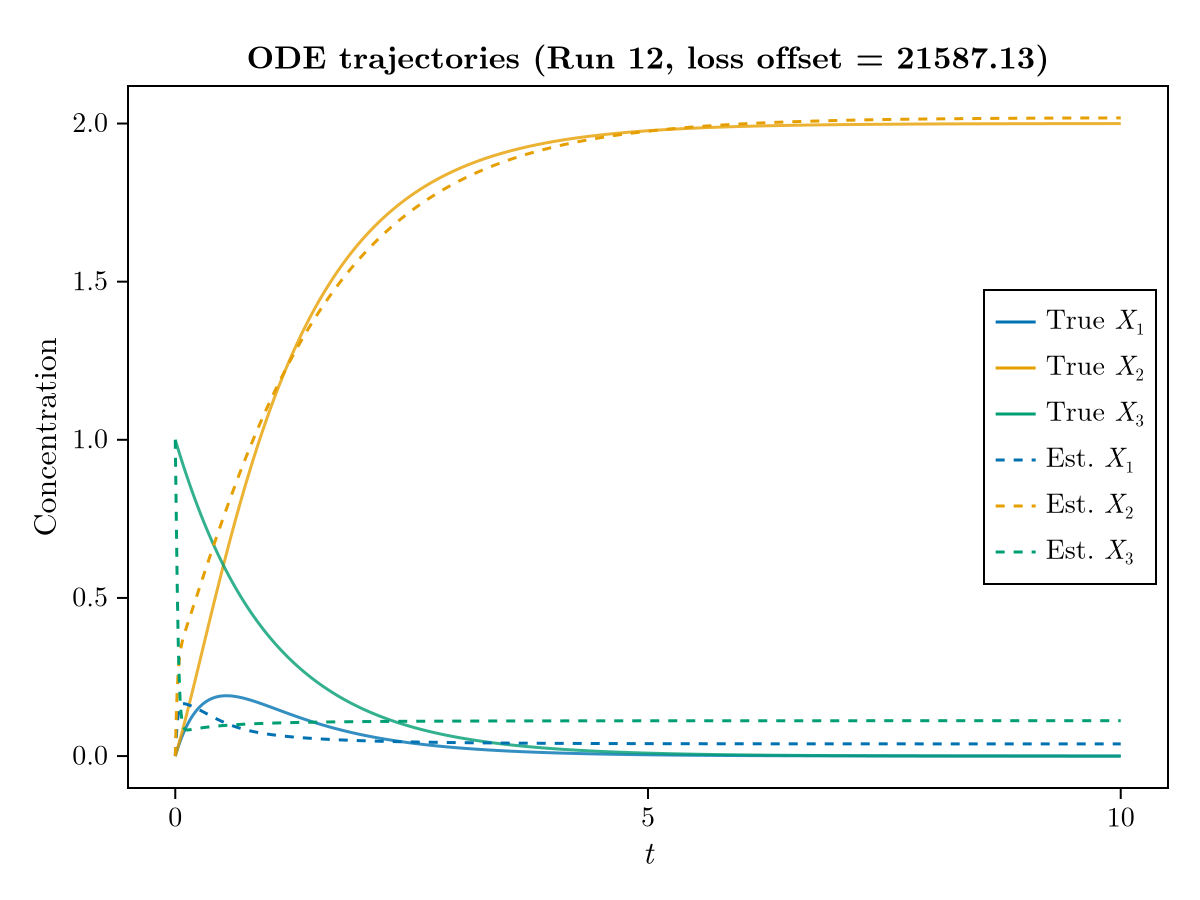 ODE trajectories (Run 12, loss offset = 21587.13)
Concentration
2.0
1.5
1.0
0.5
0.0
True X₁
True X₂
True X₃
Est. X₁
Est. X₂
Est. X₃
0
5
10
t